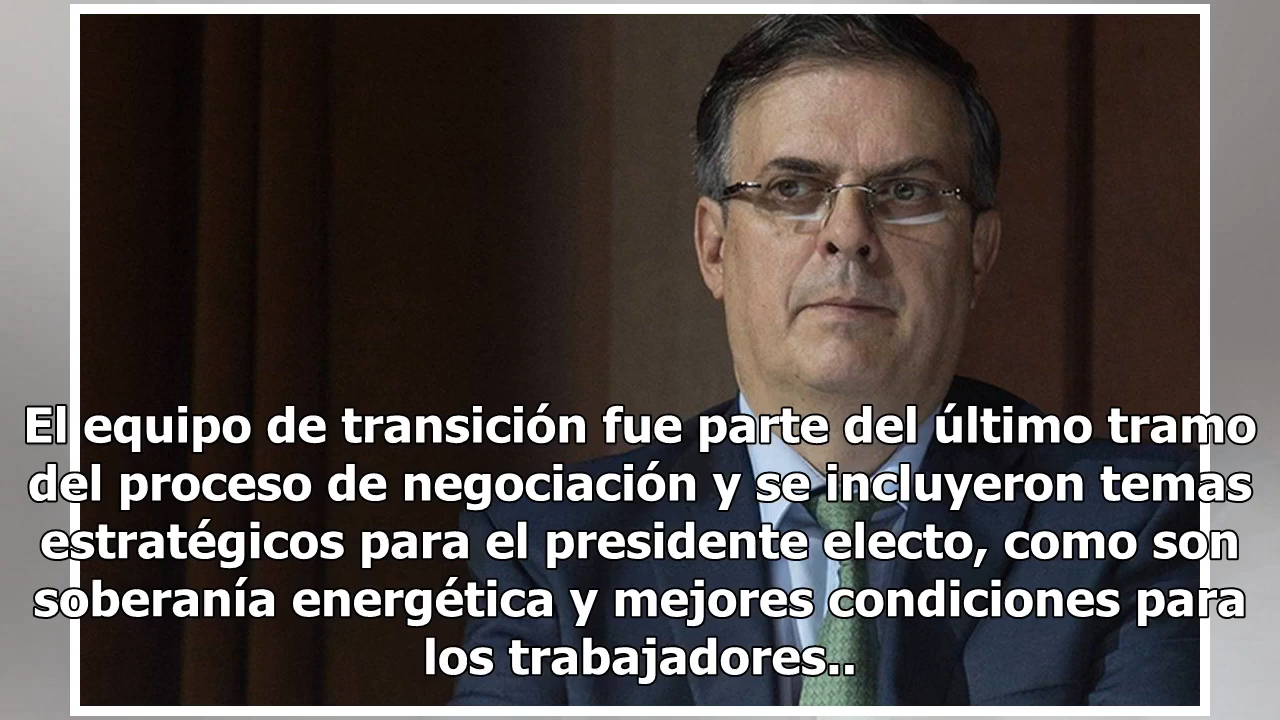 El equipo de transición fue parte del último tramo
del proceso de negociación y se incluyeron temas
estratégicos para el presidente electo, como son
soberanía energética y mejores condiciones para
los trabajadores..